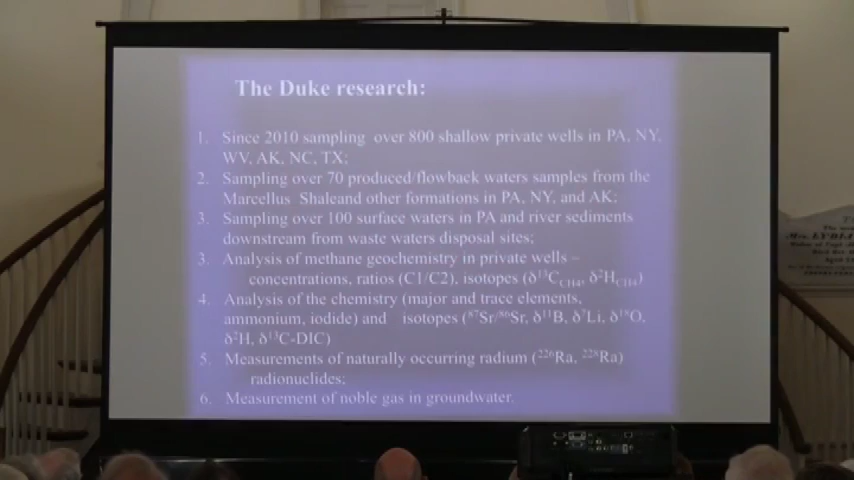 The Duke research:
1. Since 2010 sampling over 800 shallow private wells in PA, NY,
WV, AK, NC, TX;
2. Sampling over 70 produced/flowback waters samples from the
Marcellus Shaleand other formations in PA, NY, and AK;
3. Sampling over 100 surface waters in PA and river sediments
downstream from waste waters disposal sites;
3. Analysis of methane geochemistry in private wells –
concentrations, ratios (C1/C2), isotopes (δ¹³C_CH4, δ²H_CH4)
4. Analysis of the chemistry (major and trace elements,
ammonium, iodide) and isotopes (⁸⁷Sr/⁸⁶Sr, δ¹¹B, δ⁷Li, δ¹⁸O,
δ²H, δ¹³C-DIC)
5. Measurements of naturally occurring radium (²²⁶Ra, ²²⁸Ra)
radionuclides;
6. Measurement of noble gas in groundwater.